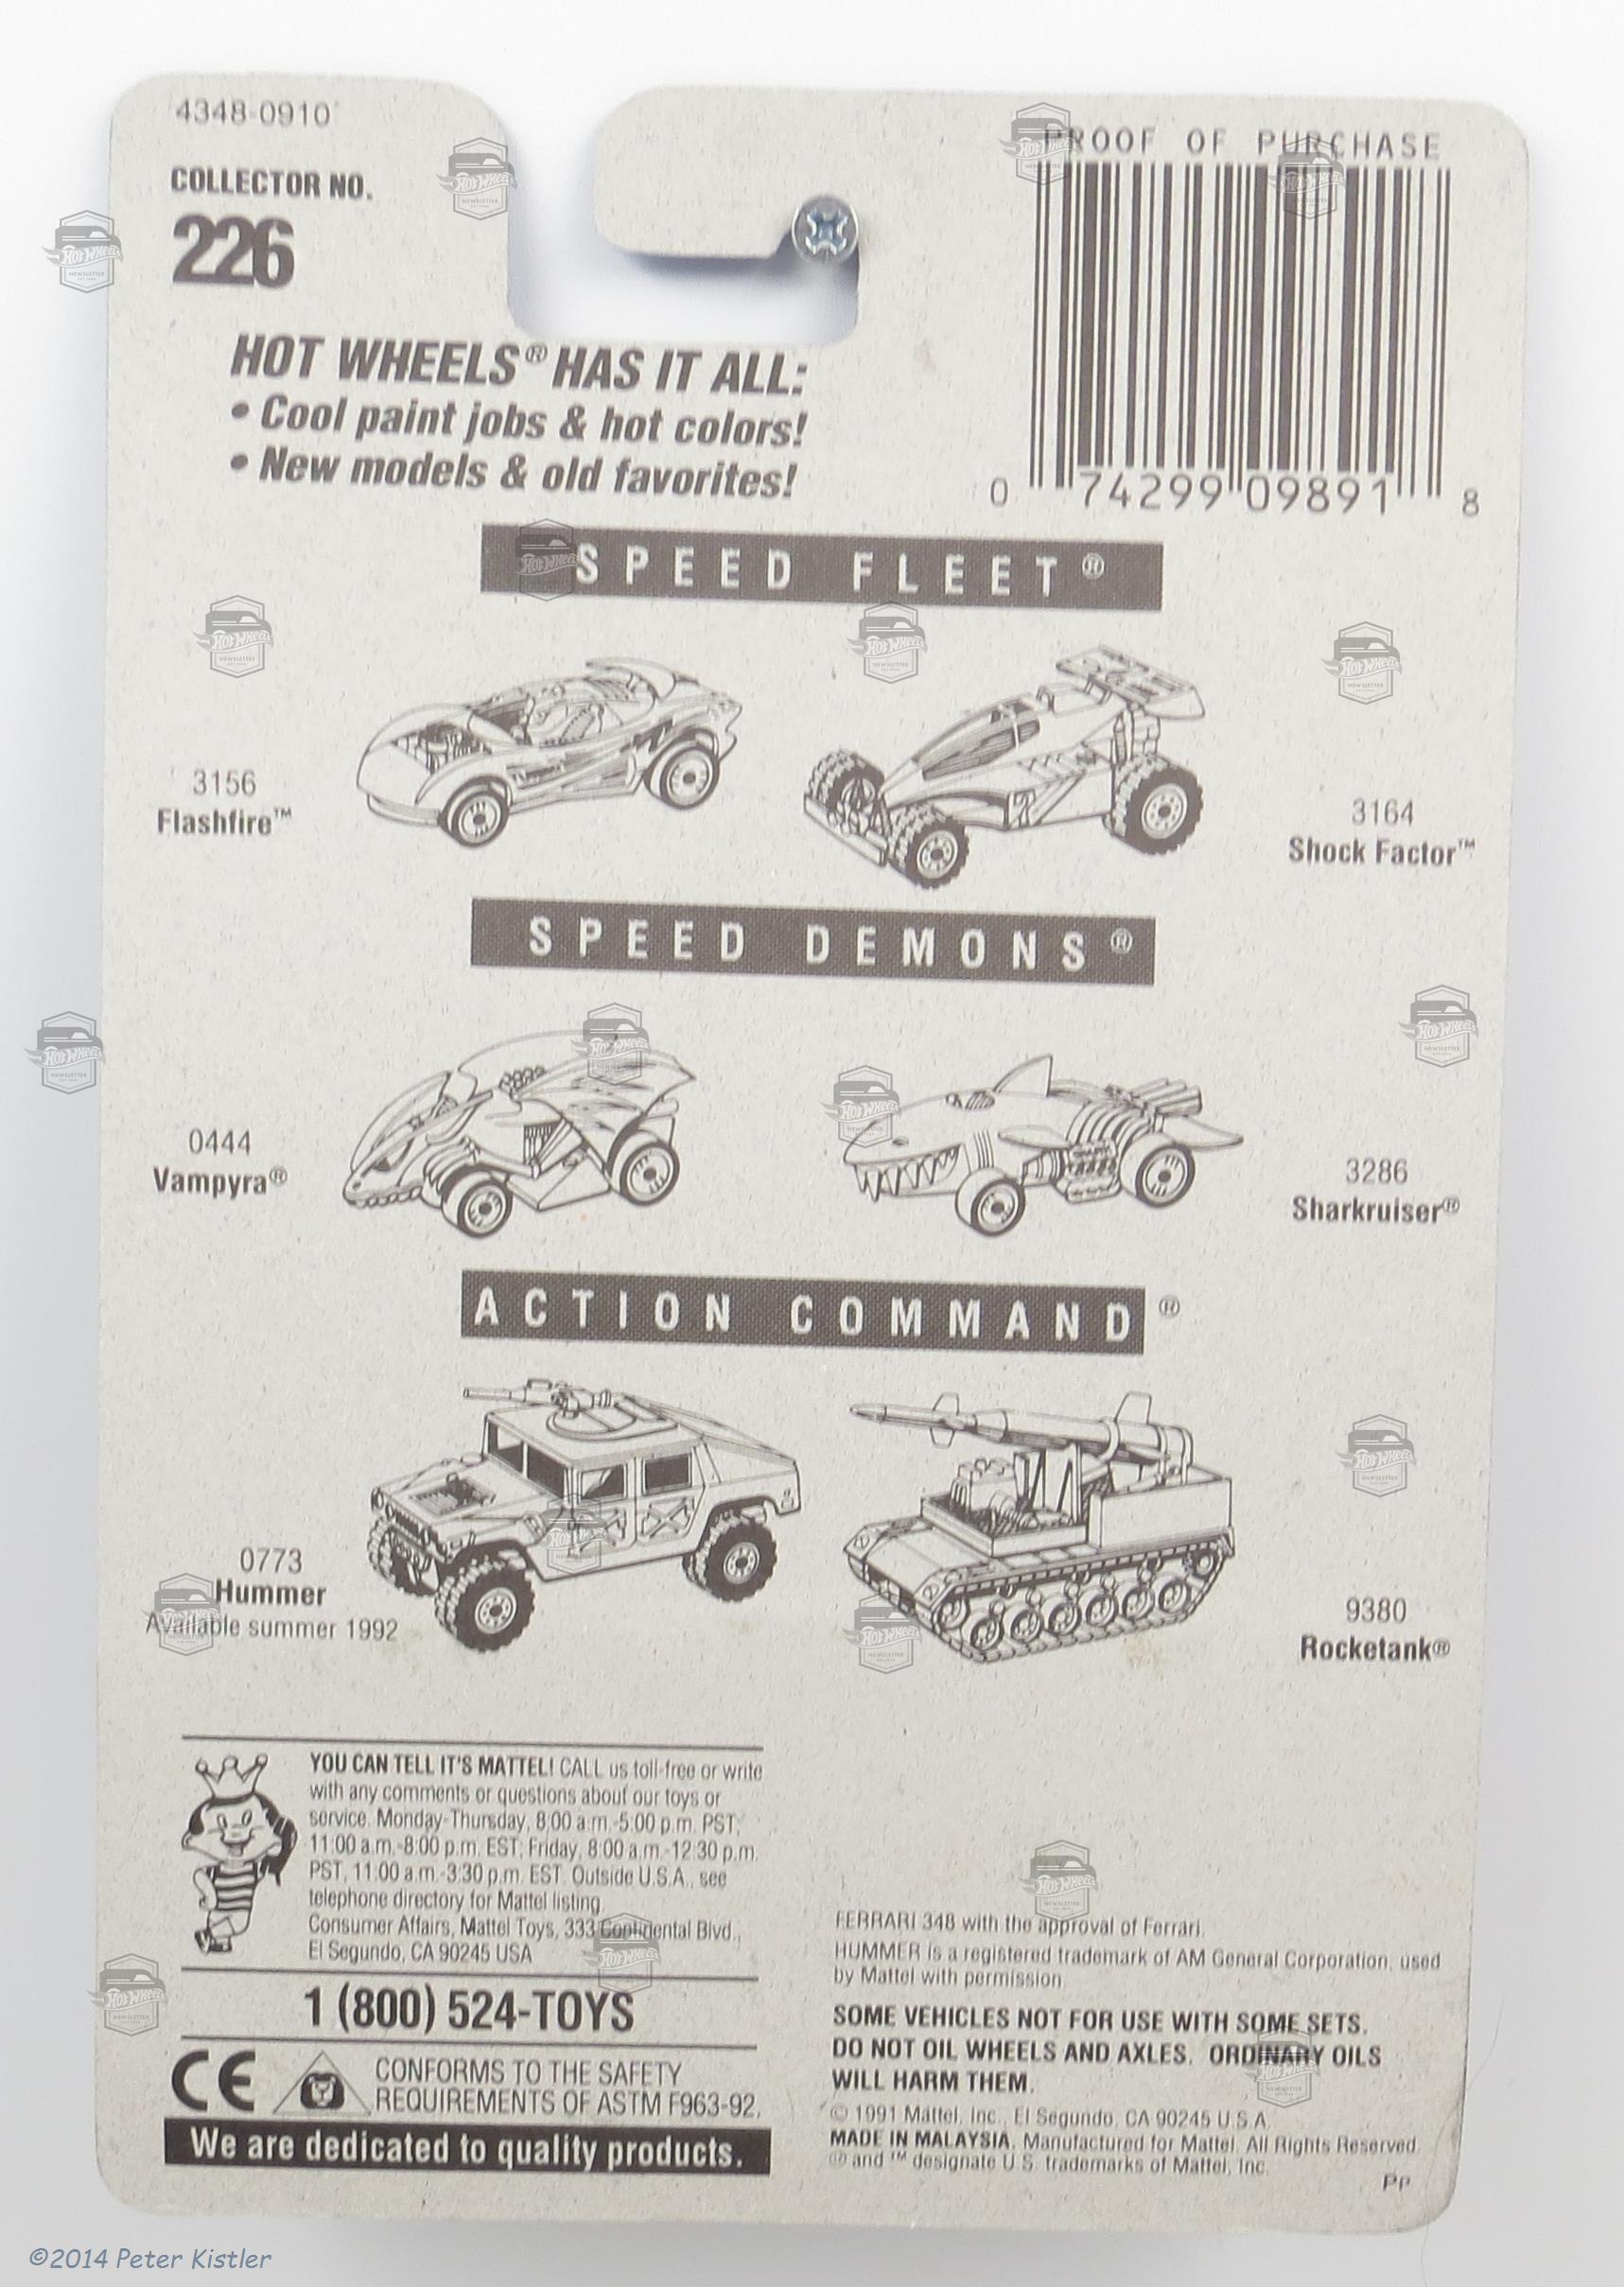 4348-0910
COLLECTOR NO.
226
PROOF OF PURCHASE
0 74299 09891 8
HOT WHEELS® HAS IT ALL:
• Cool paint jobs & hot colors!
• New models & old favorites!
SPEED FLEET®
3156
Flashfire™
3164
Shock Factor™
SPEED DEMONS®
0444
Vampyra®
3286
Sharkruiser®
ACTION COMMAND®
0773
Hummer
Available summer 1992
9380
Rocketank®
YOU CAN TELL IT'S MATTEL! CALL us toll-free or write
with any comments or questions about our toys or
service. Monday-Thursday, 8:00 a.m.-5:00 p.m. PST;
11:00 a.m.-8:00 p.m. EST; Friday, 8:00 a.m.-12:30 p.m.
PST, 11:00 a.m.-3:30 p.m. EST. Outside U.S.A., see
telephone directory for Mattel listing.
Consumer Affairs, Mattel Toys, 333 Continental Blvd.,
El Segundo, CA 90245 USA
1 (800) 524-TOYS
CE
CONFORMS TO THE SAFETY
REQUIREMENTS OF ASTM F963-92.
We are dedicated to quality products.
FERRARI 348 with the approval of Ferrari.
HUMMER is a registered trademark of AM General Corporation, used
by Mattel with permission.
SOME VEHICLES NOT FOR USE WITH SOME SETS.
DO NOT OIL WHEELS AND AXLES. ORDINARY OILS
WILL HARM THEM.
© 1991 Mattel, Inc., El Segundo, CA 90245 U.S.A.
MADE IN MALAYSIA. Manufactured for Mattel. All Rights Reserved.
® and ™ designate U.S. trademarks of Mattel, Inc.
PP
©2014 Peter Kistler